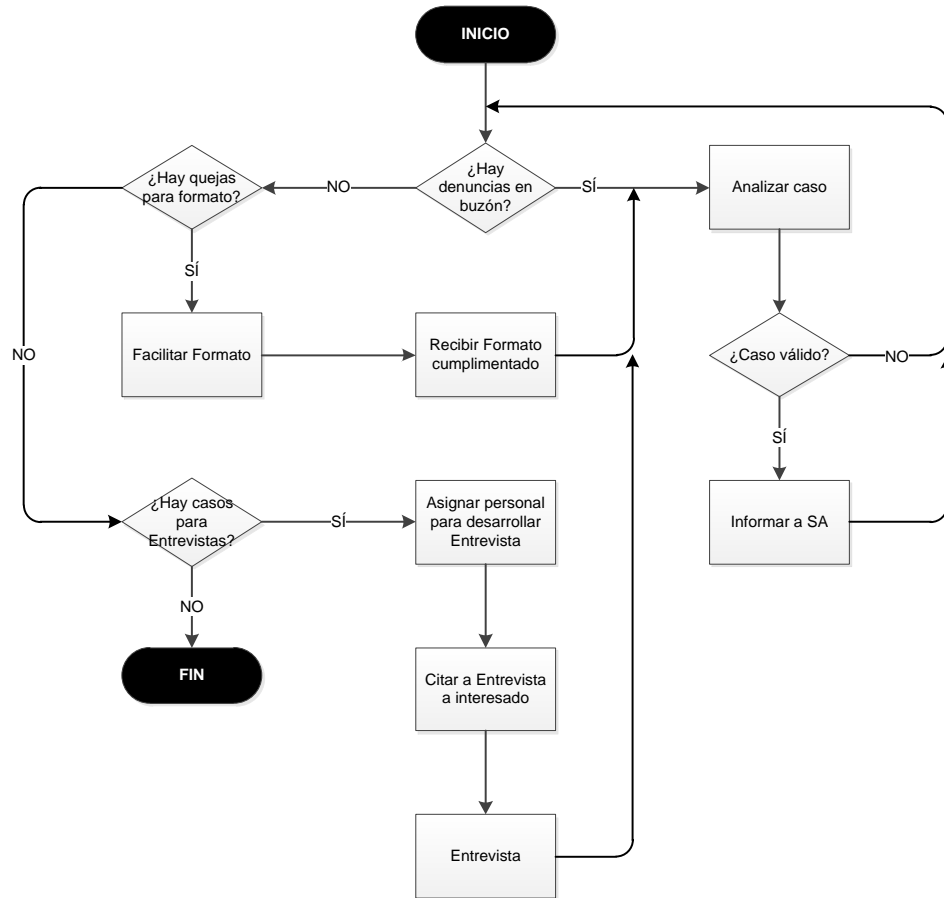 INICIO
¿Hay quejas
para formato?
NO
¿Hay
denuncias en
buzón?
SÍ
Analizar caso
SÍ
NO
Facilitar Formato
Recibir Formato
cumplimentado
¿Caso válido?
NO
SÍ
¿Hay casos
para
Entrevistas?
SÍ
Asignar personal
para desarrollar
Entrevista
Informar a SA
NO
FIN
Citar a Entrevista
a interesado
Entrevista